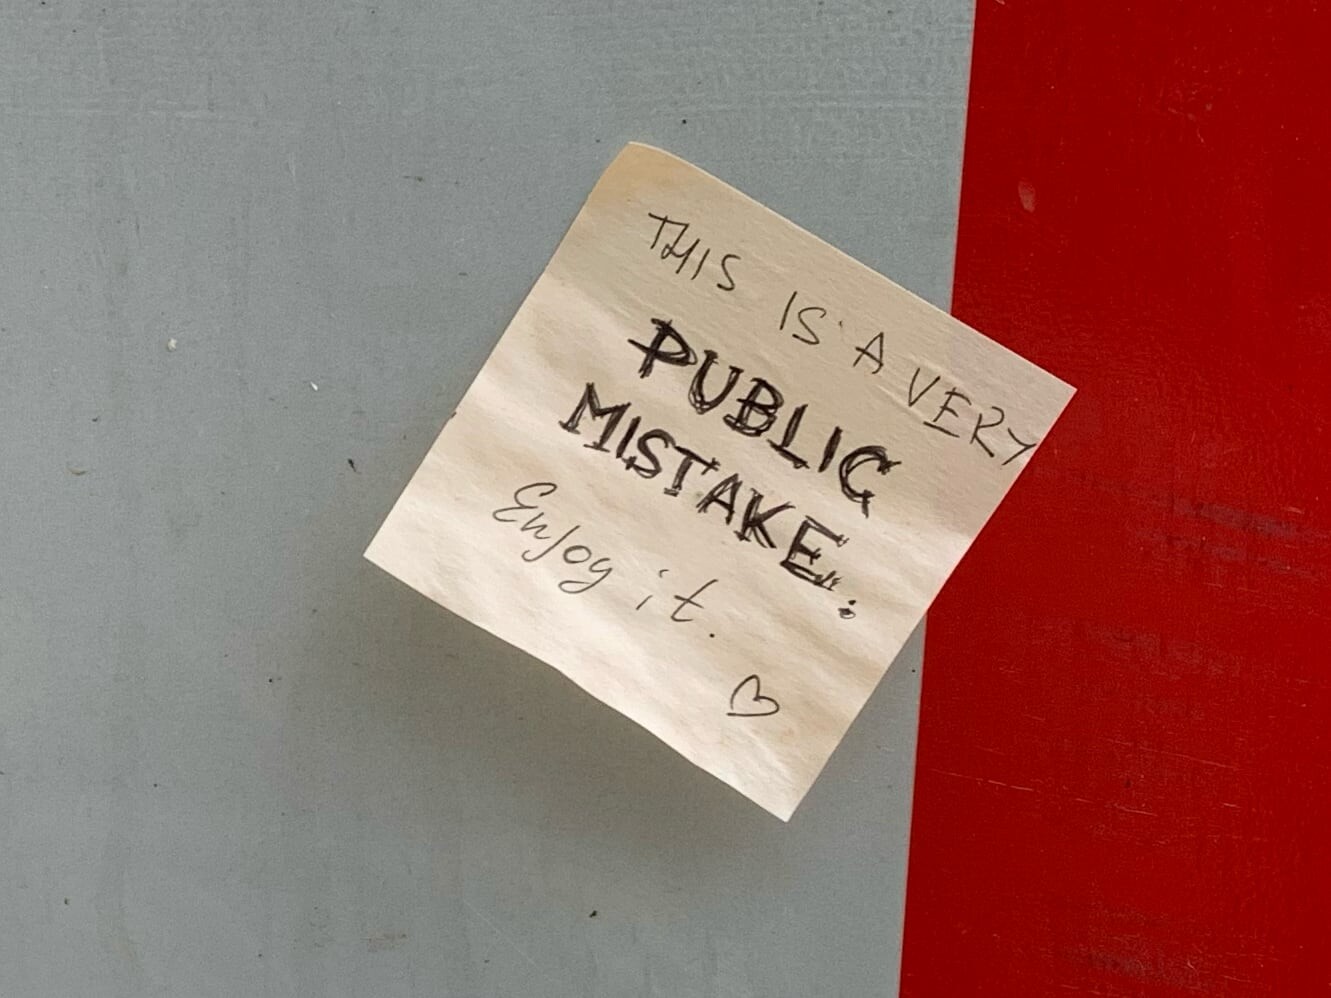 THIS IS A VERY
PUBLIC
MISTAKE.
Enjoy it.
♡